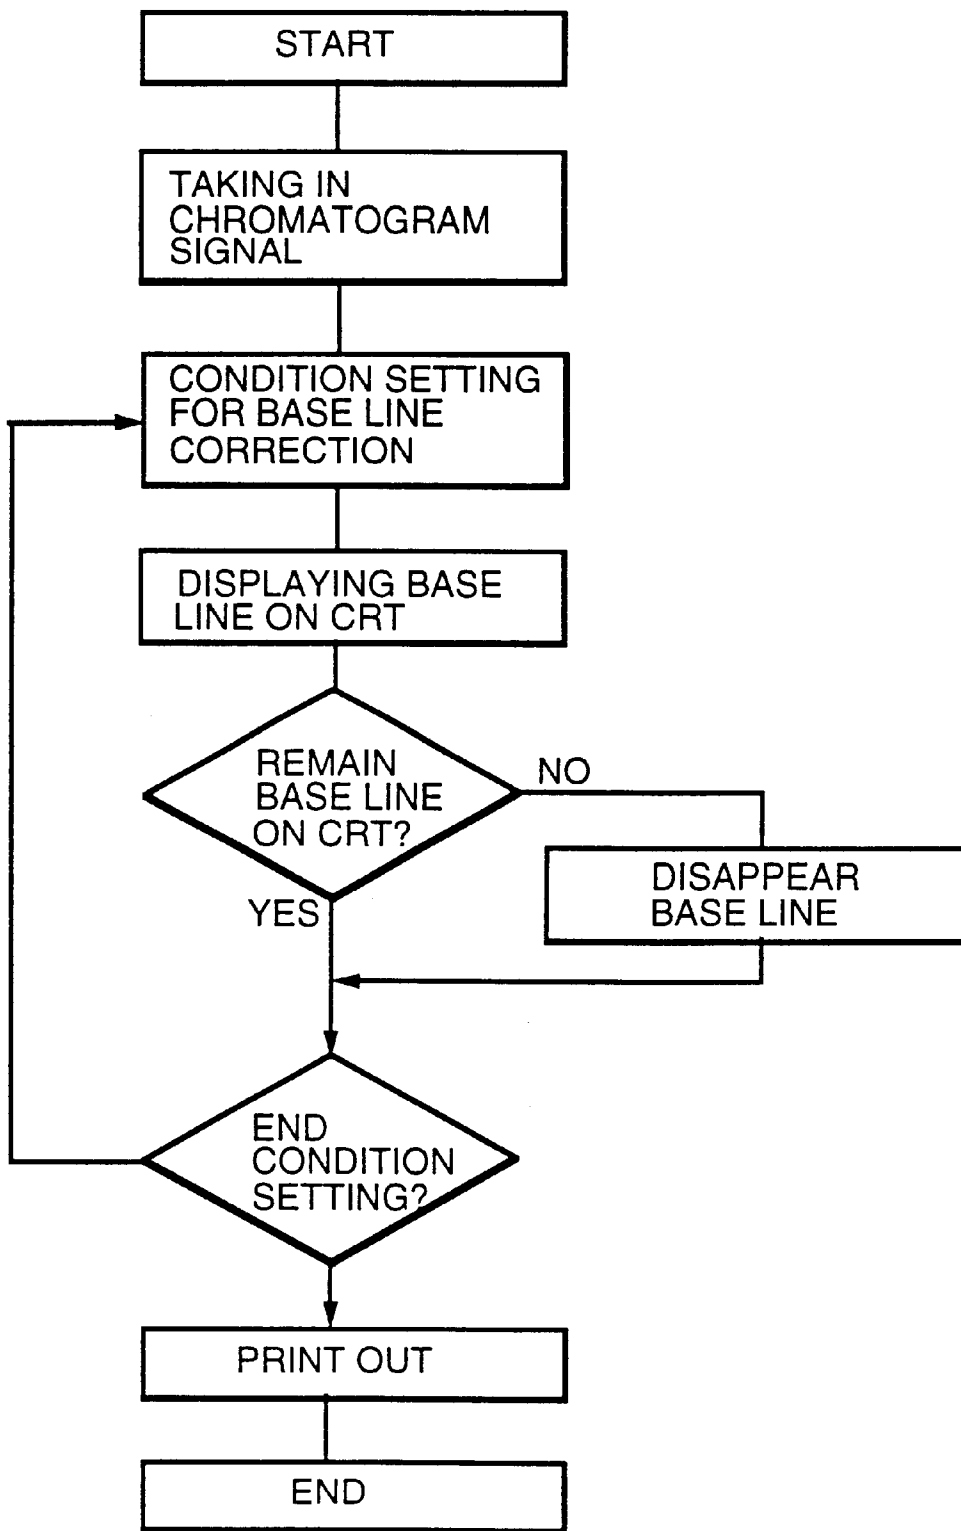 START
TAKING IN
CHROMATOGRAM
SIGNAL
CONDITION SETTING
FOR BASE LINE
CORRECTION
DISPLAYING BASE
LINE ON CRT
REMAIN
BASE LINE
ON CRT?
NO
DISAPPEAR
BASE LINE
YES
END
CONDITION
SETTING?
PRINT OUT
END